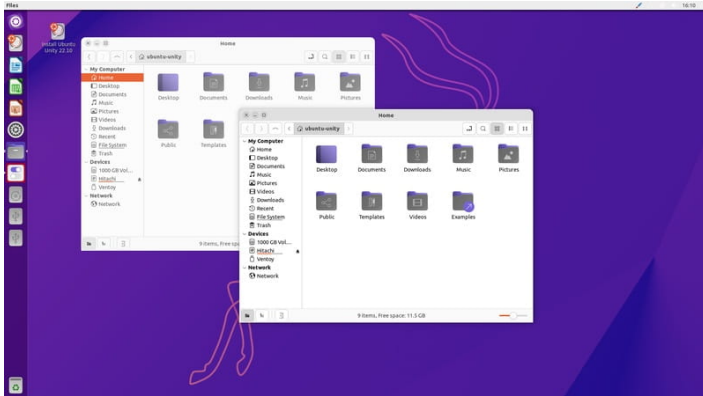 Files
16:10
Install Ubuntu
Unity 22.10
Home
ubuntu-unity
My Computer
Home
Desktop
Documents
Music
Pictures
Videos
Downloads
Recent
File System
Trash
Devices
1000 GB Vol...
Hitachi
Ventoy
Network
Network
Desktop
Documents
Downloads
Music
Pictures
Public
Templates
9 items, Free spa
Home
ubuntu-unity
My Computer
Home
Desktop
Documents
Music
Pictures
Videos
Downloads
Recent
File System
Trash
Devices
1000 GB Vol...
Hitachi
Ventoy
Network
Network
Desktop
Documents
Downloads
Music
Pictures
Public
Templates
Videos
Examples
9 items, Free space: 11.5 GB